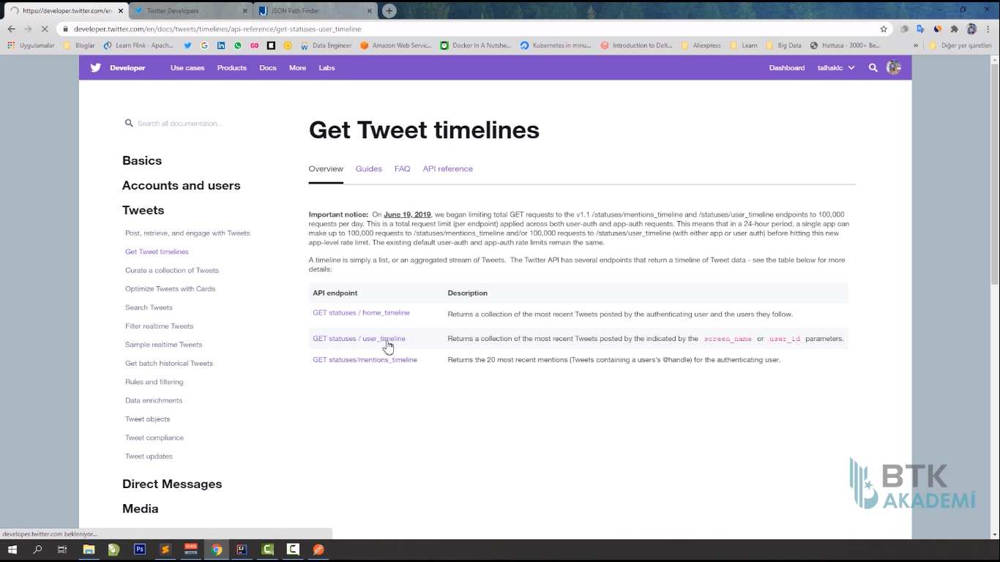 https://developer.twitter.com/en
Twitter Developers
JSON Path Finder
developer.twitter.com/en/docs/tweets/timelines/api-reference/get-statuses-user_timeline
Uygulamalar
Bloglar
Learn Flink - Apach...
Data Engineer
Amazon Web Servic...
Docker In A Nutshe...
Kubernetes in minu...
Introduction to Delt...
Aliexpress
Learn
Big Data
Hattusa - 3000+ Be...
»
Diğer yer işaretleri
Developer
Use cases
Products
Docs
More
Labs
Dashboard
talhaklc
Search all documentation...
Basics
Accounts and users
Tweets
Post, retrieve, and engage with Tweets
Get Tweet timelines
Curate a collection of Tweets
Optimize Tweets with Cards
Search Tweets
Filter realtime Tweets
Sample realtime Tweets
Get batch historical Tweets
Rules and filtering
Data enrichments
Tweet objects
Tweet compliance
Tweet updates
Direct Messages
Media
Get Tweet timelines
Overview
Guides
FAQ
API reference
Important notice: On June 19, 2019, we began limiting total GET requests to the v1.1 /statuses/mentions_timeline and /statuses/user_timeline endpoints to 100,000
requests per day. This is a total request limit (per endpoint) applied across both user-auth and app-auth requests. This means that in a 24-hour period, a single app can
make up to 100,000 requests to /statuses/mentions_timeline and/or 100,000 requests to /statuses/user_timeline (with either app or user auth) before hitting this new
app-level rate limit. The existing default user-auth and app-auth rate limits remain the same.
A timeline is simply a list, or an aggregated stream of Tweets. The Twitter API has several endpoints that return a timeline of Tweet data - see the table below for more
details:
API endpoint
Description
GET statuses / home_timeline
Returns a collection of the most recent Tweets posted by the authenticating user and the users they follow.
GET statuses / user_timeline
Returns a collection of the most recent Tweets posted by the indicated by the screen_name or user_id parameters.
GET statuses/mentions_timeline
Returns the 20 most recent mentions (Tweets containing a users's @handle) for the authenticating user.
BTK
AKADEMİ
developer.twitter.com bekleniyor...
Ps
VOICE
MEETER